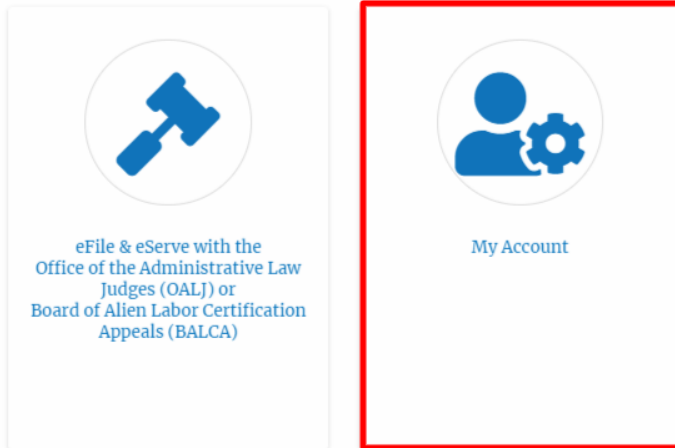 eFile & eServe with the
Office of the Administrative Law
Judges (OALJ) or
Board of Alien Labor Certification
Appeals (BALCA)
My Account